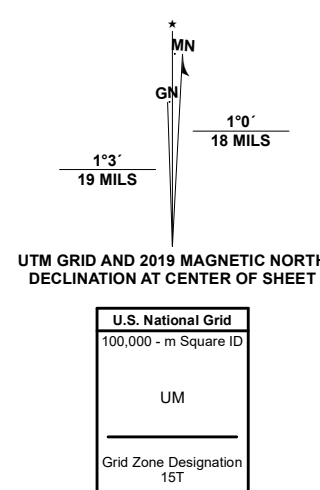 ★
MN
GN
1°0´
18 MILS
1°3´
19 MILS
UTM GRID AND 2019 MAGNETIC NORTH
DECLINATION AT CENTER OF SHEET
U.S. National Grid
100,000 - m Square ID
UM
Grid Zone Designation
15T